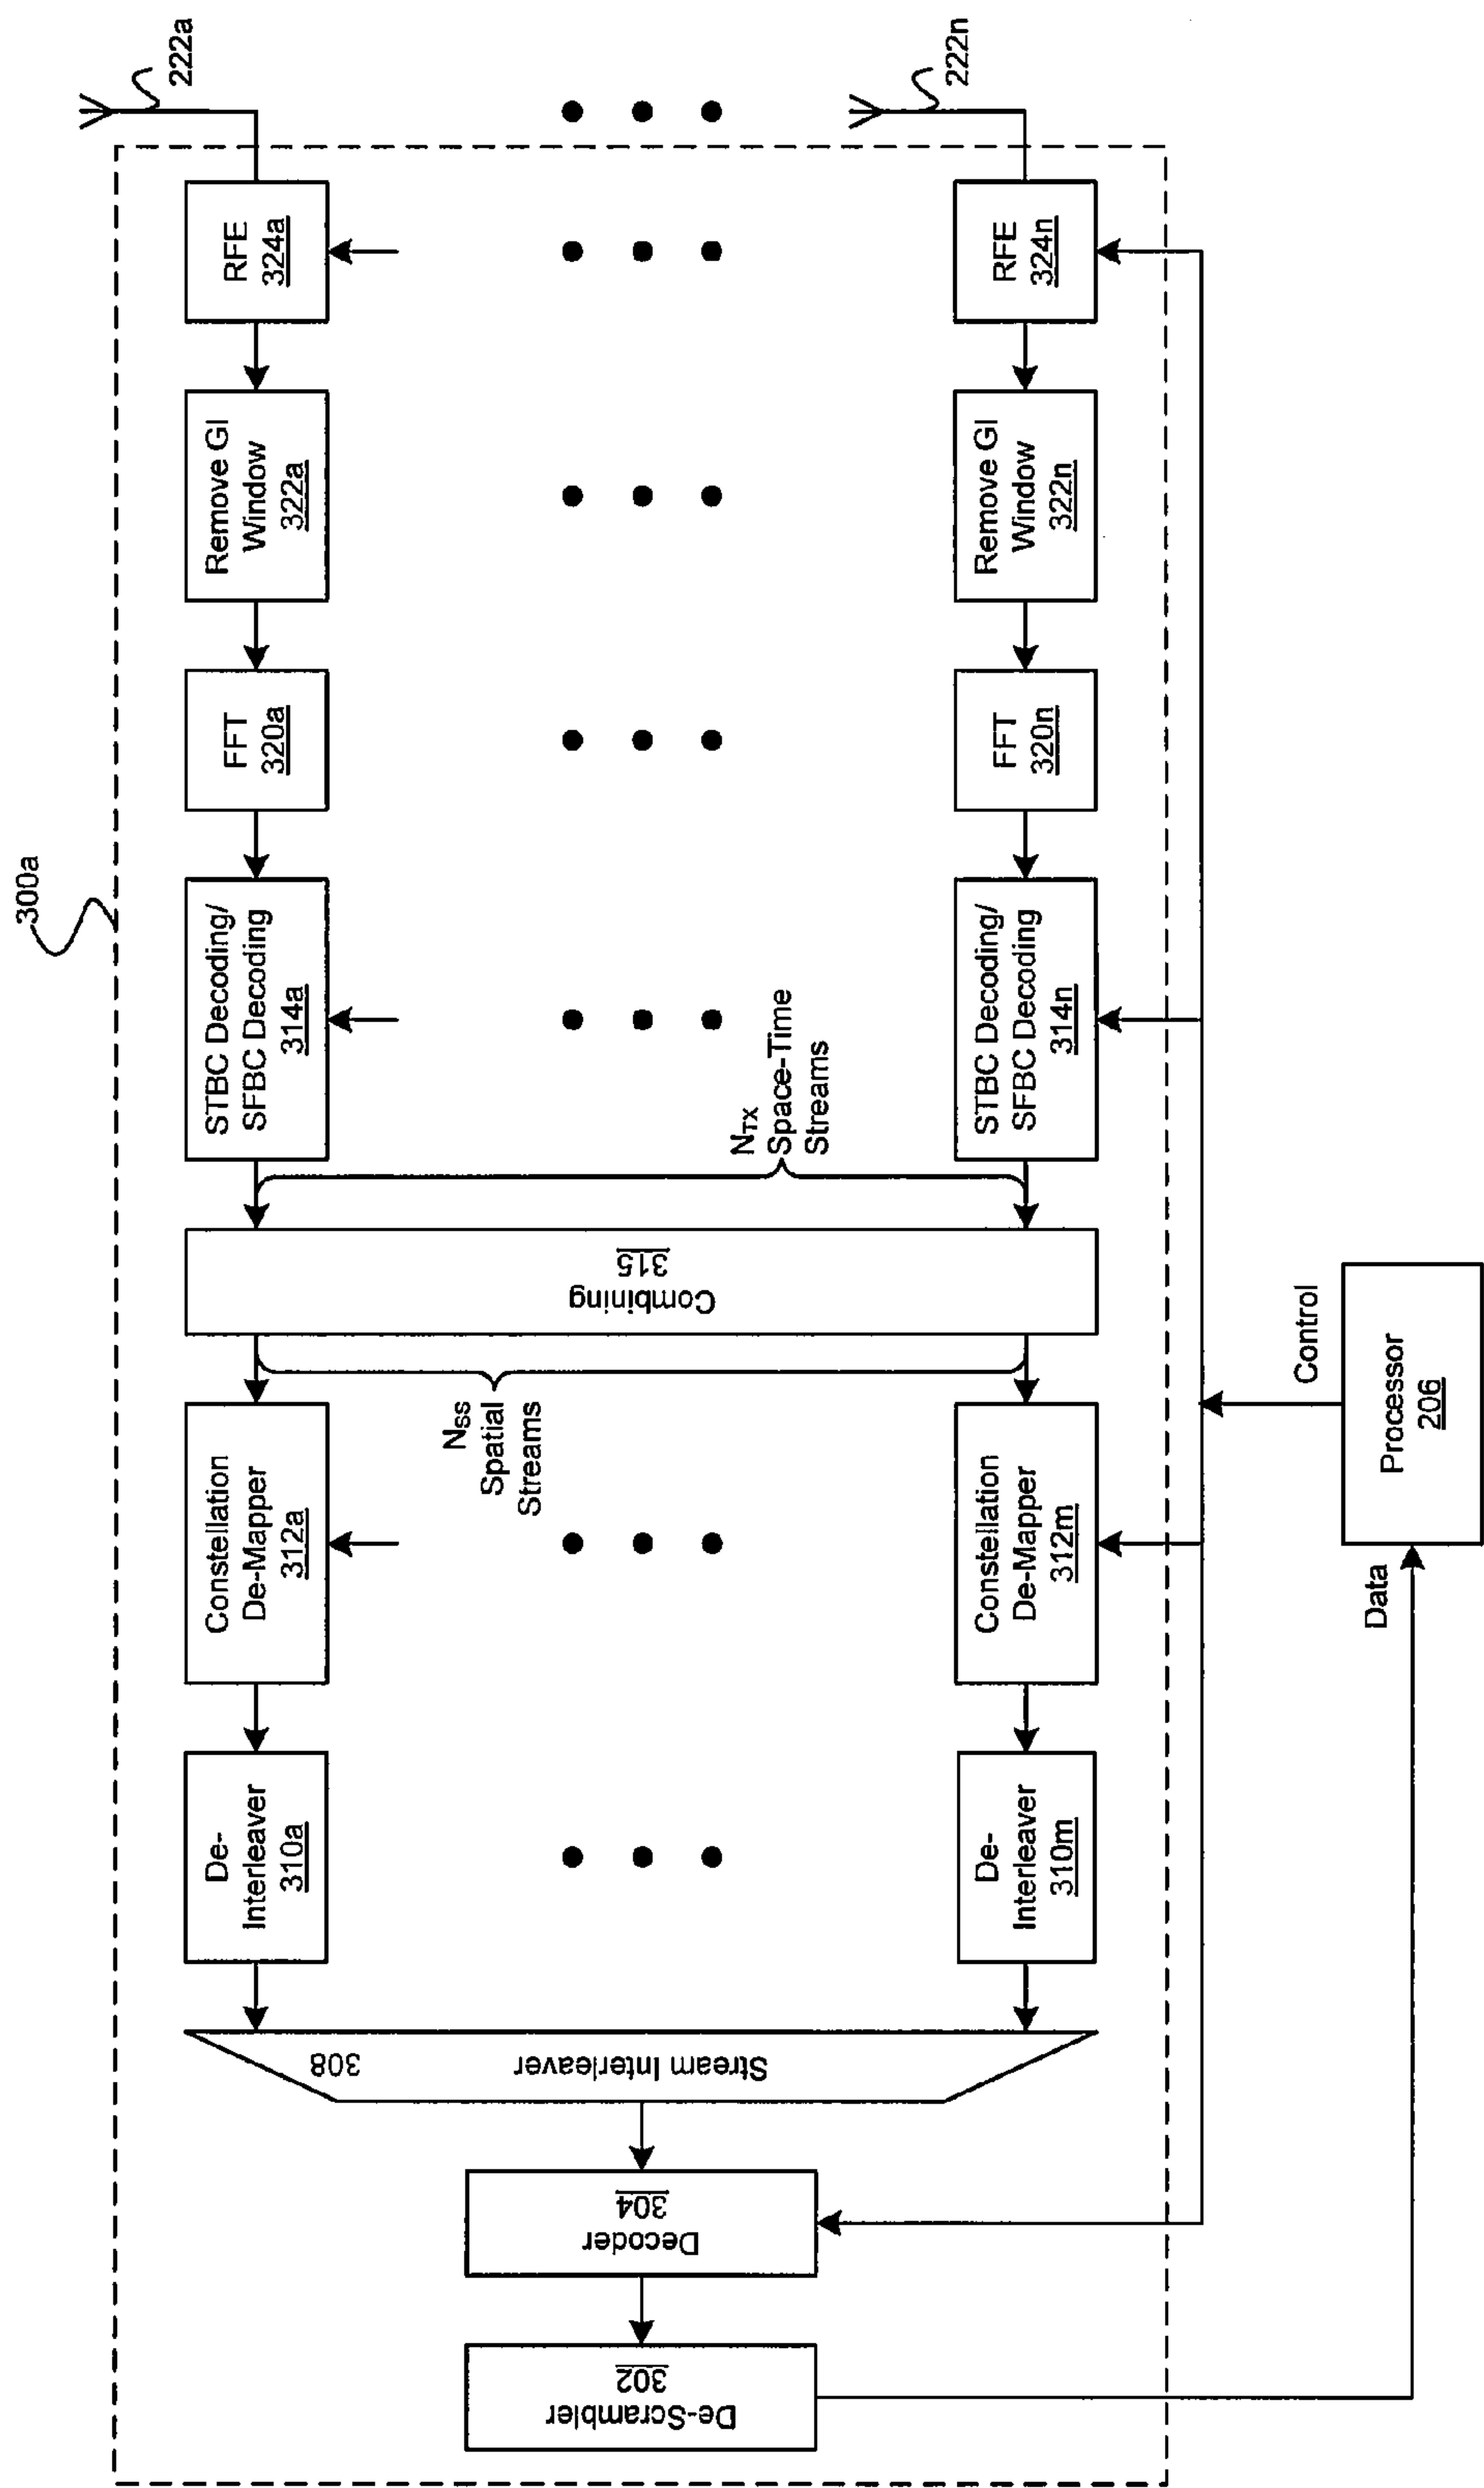 300a
222a
RFE
324a
Remove GI
Window
322a
FFT
320a
STBC Decoding/
SFBC Decoding
314a
Constellation
De-Mapper
312a
De-
Interleaver
310a
308
Stream Interleaver
Combining
315
NTX
Space-Time
Streams
NSS
Spatial
Streams
Decoder
304
De-Scrambler
302
222n
RFE
324n
Remove GI
Window
322n
FFT
320n
STBC Decoding/
SFBC Decoding
314n
Constellation
De-Mapper
312m
De-
Interleaver
310m
Control
Processor
206
Data